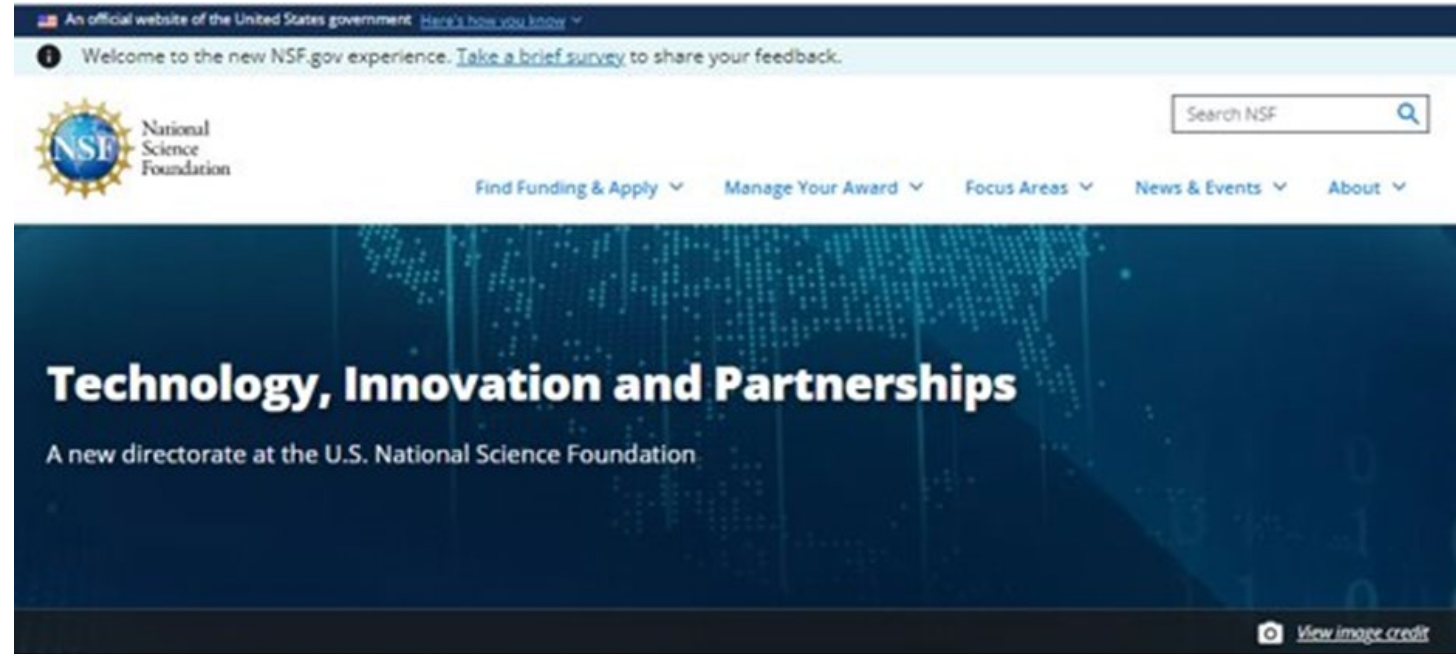 An official website of the United States government Here's how you know
Welcome to the new NSF.gov experience. Take a brief survey to share your feedback.
NSF
National
Science
Foundation
Search NSF
Find Funding & Apply
Manage Your Award
Focus Areas
News & Events
About
Technology, Innovation and Partnerships
A new directorate at the U.S. National Science Foundation
View image credit